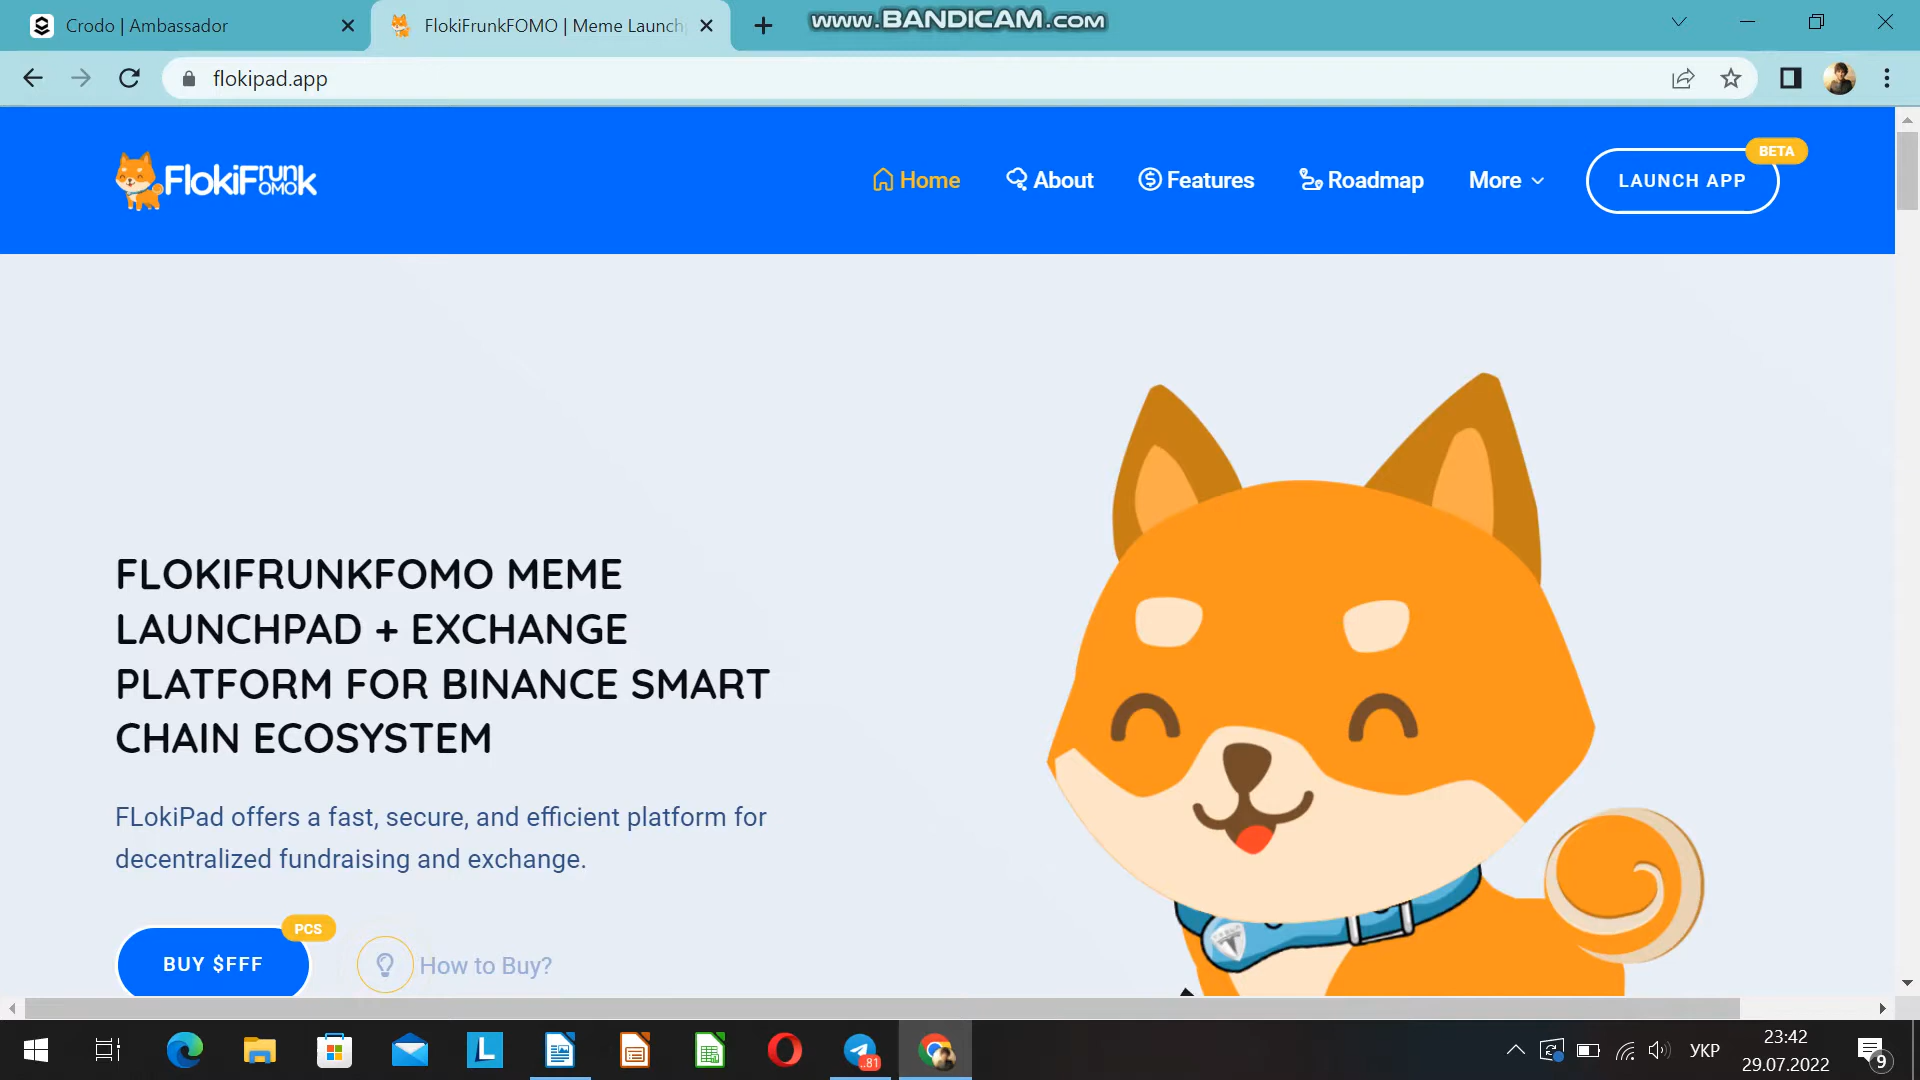 Crodo | Ambassador
FlokiFrunkFOMO | Meme Launch
www.BANDICAM.com
flokipad.app
FlokiFrunk
OMO
Home
About
Features
Roadmap
More
LAUNCH APP
BETA
FLOKIFRUNKFOMO MEME
LAUNCHPAD + EXCHANGE
PLATFORM FOR BINANCE SMART
CHAIN ECOSYSTEM
FLokiPad offers a fast, secure, and efficient platform for
decentralized fundraising and exchange.
BUY $FFF
PCS
How to Buy?
L
..81
УКР
23:42
29.07.2022
9